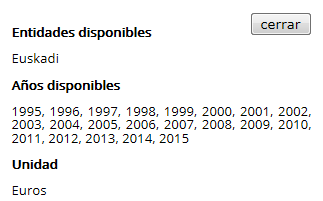 cerrar
Entidades disponibles
Euskadi
Años disponibles
1995, 1996, 1997, 1998, 1999, 2000, 2001, 2002,
2003, 2004, 2005, 2006, 2007, 2008, 2009, 2010,
2011, 2012, 2013, 2014, 2015
Unidad
Euros